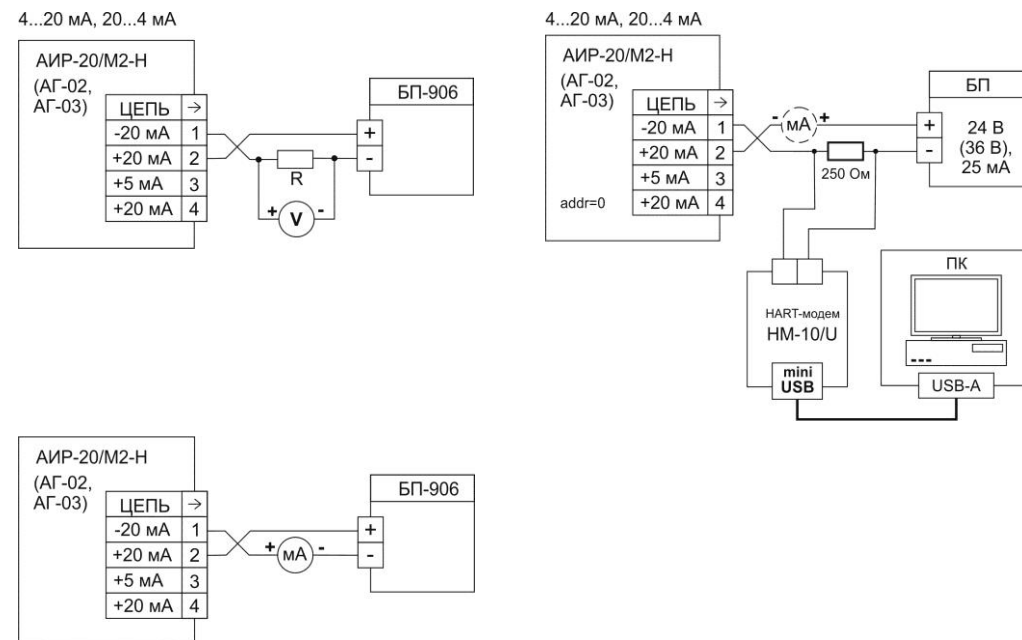 4...20 мА, 20...4 мА
АИР-20/М2-Н
(АГ-02,
АГ-03)
ЦЕПЬ →
-20 мА 1
+20 мА 2
+5 мА 3
+20 мА 4
R
+ V -
БП-906
+
-
4...20 мА, 20...4 мА
АИР-20/М2-Н
(АГ-02,
АГ-03)
ЦЕПЬ →
-20 мА 1
+20 мА 2
+5 мА 3
addr=0 +20 мА 4
- мА +
250 Ом
БП
+
-
24 В
(36 В),
25 мА
HART-модем
HM-10/U
mini
USB
ПК
USB-A
АИР-20/М2-Н
(АГ-02,
АГ-03)
ЦЕПЬ →
-20 мА 1
+20 мА 2
+5 мА 3
+20 мА 4
+ мА -
БП-906
+
-